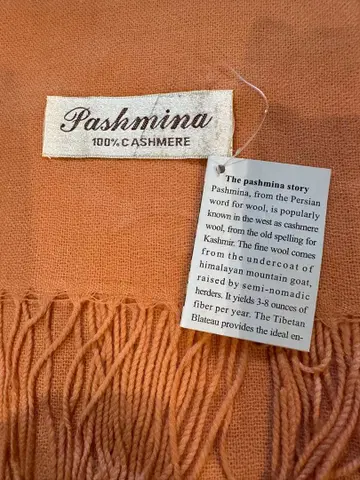 Pashmina
100% CASHMERE
The pashmina story
Pashmina, from the Persian
word for wool, is popularly
known in the west as cashmere
wool, from the old spelling for
Kashmir. The fine wool comes
from the undercoat of
himalayan mountain goat,
raised by semi-nomadic
herders. It yields 3-8 ounces of
fiber per year. The Tibetan
Blateau provides the ideal en-